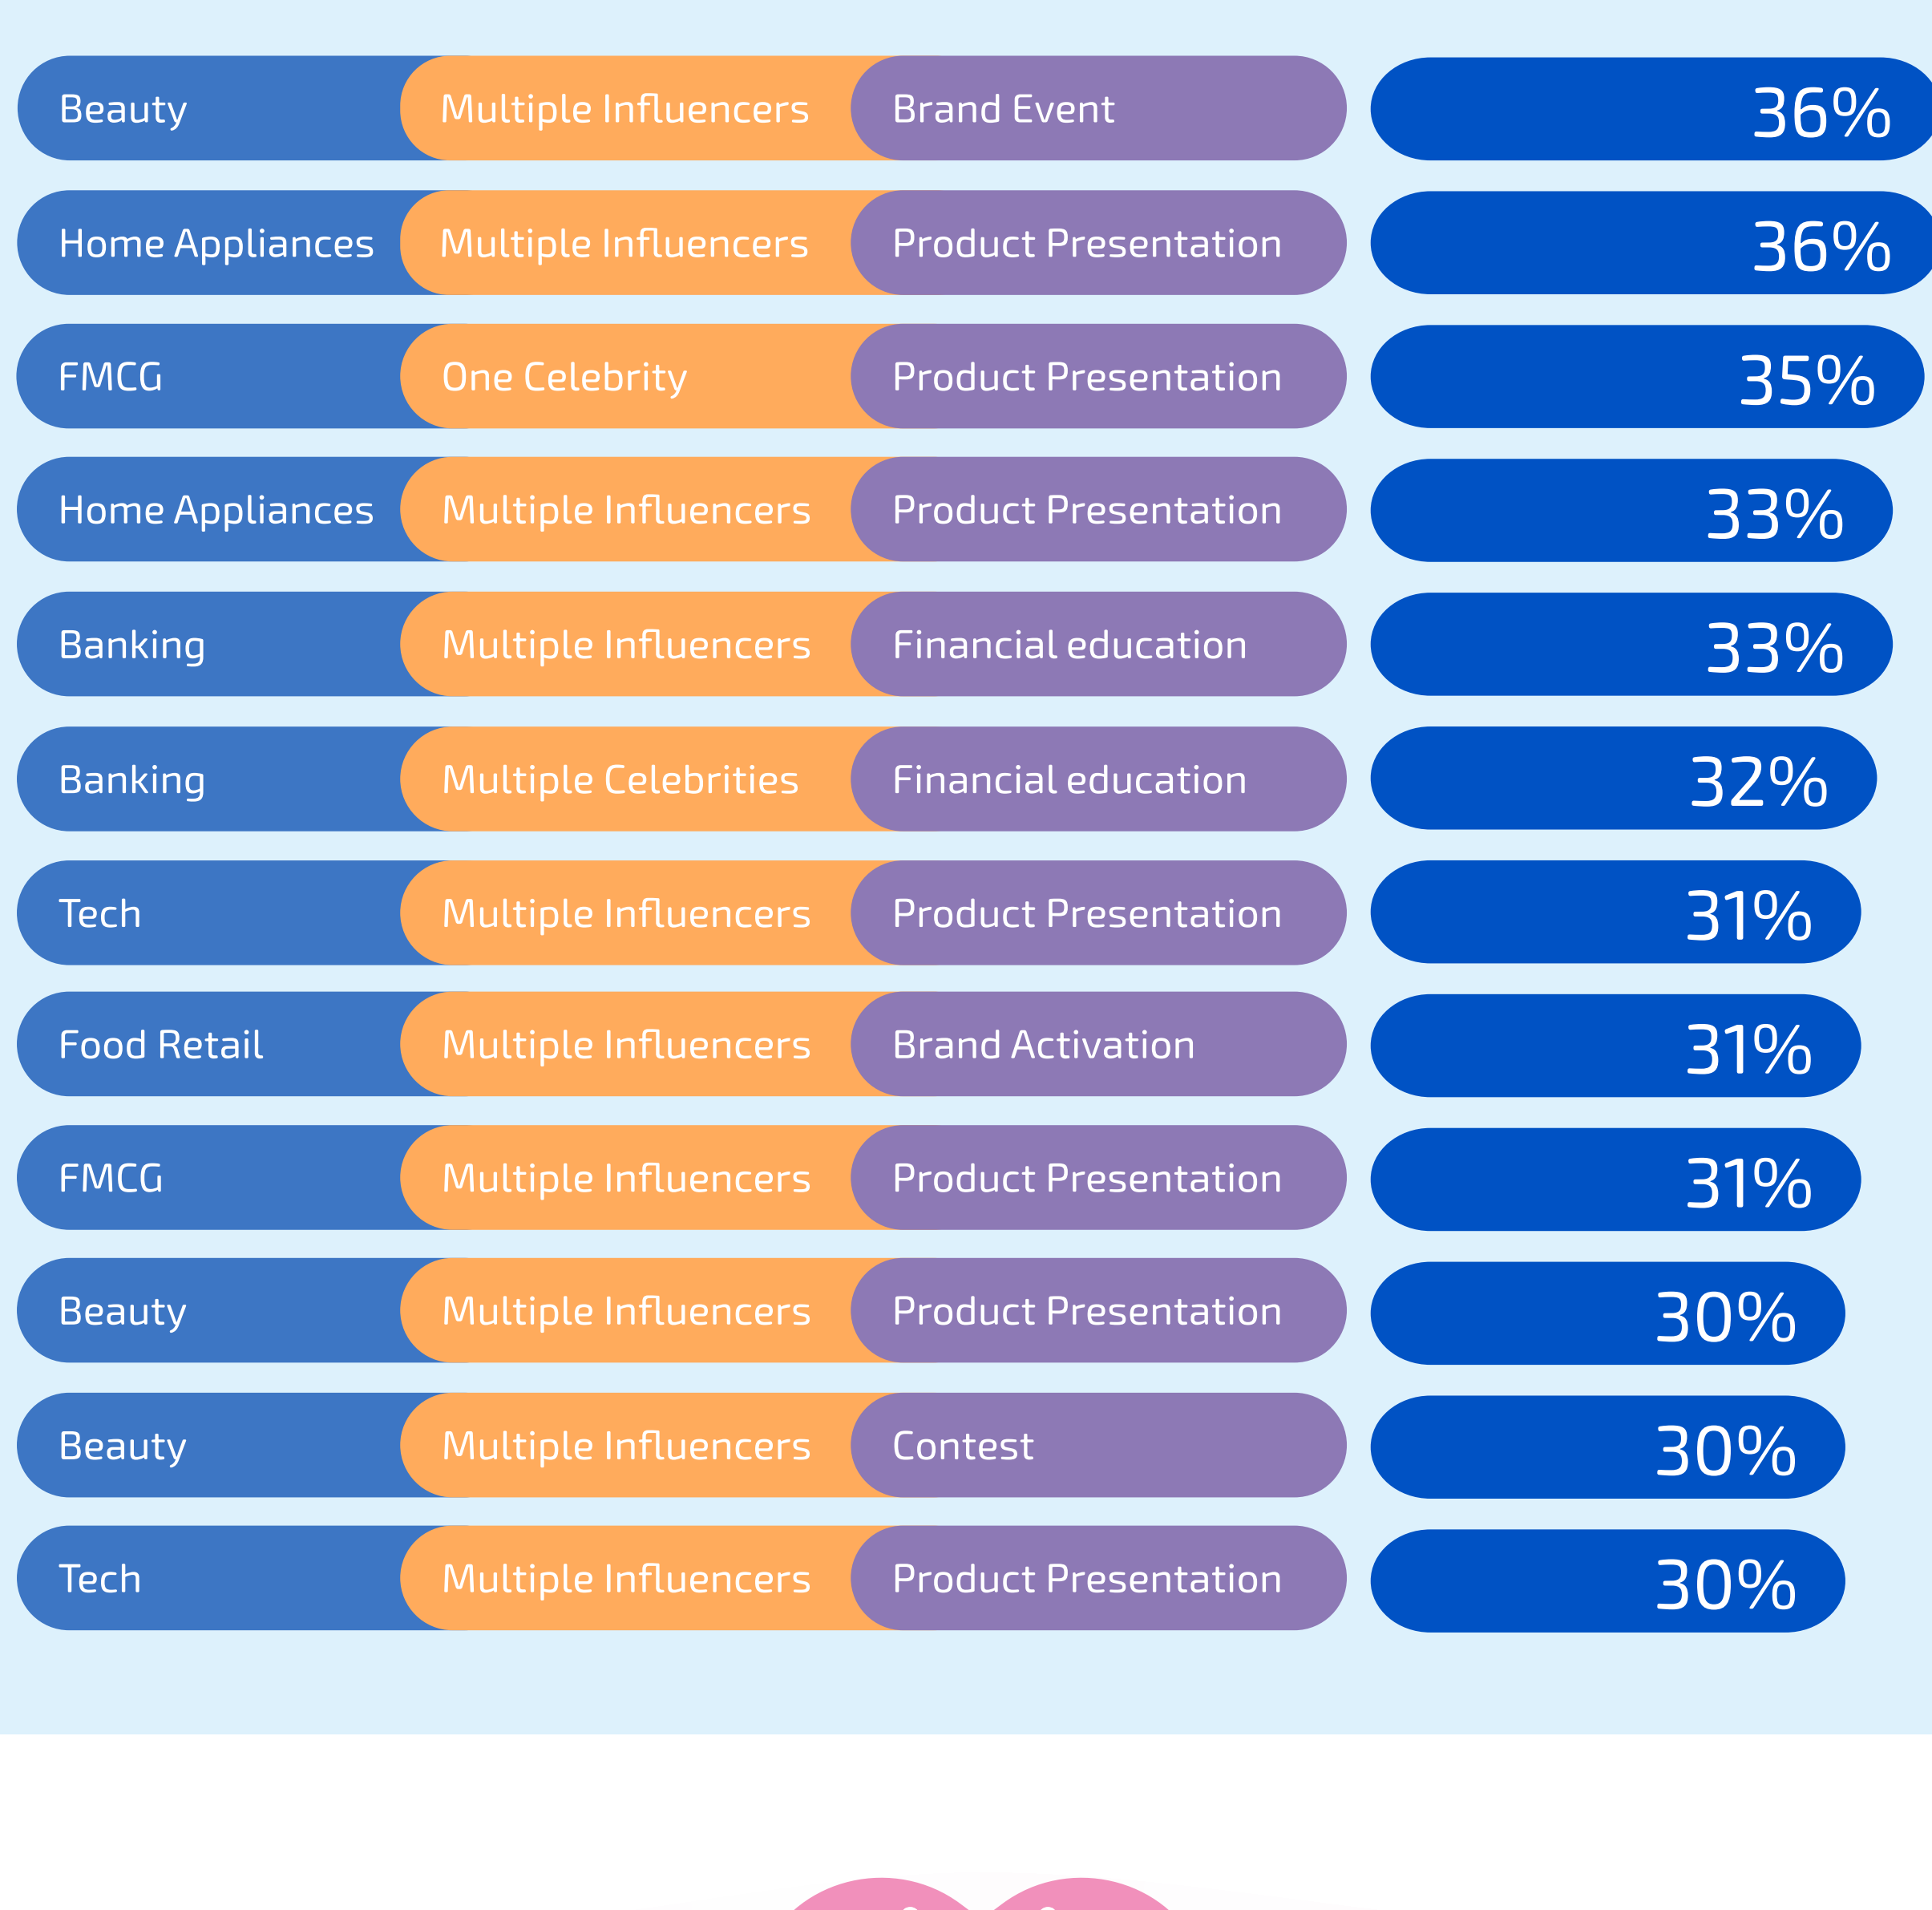 Beauty Multiple Influencers Brand Event 36%
Home Appliances Multiple Influencers Product Presentation 36%
FMCG One Celebrity Product Presentation 35%
Home Appliances Multiple Influencers Product Presentation 33%
Banking Multiple Influencers Financial education 33%
Banking Multiple Celebrities Financial education 32%
Tech Multiple Influencers Product Presentation 31%
Food Retail Multiple Influencers Brand Activation 31%
FMCG Multiple Influencers Product Presentation 31%
Beauty Multiple Influencers Product Presentation 30%
Beauty Multiple Influencers Contest 30%
Tech Multiple Influencers Product Presentation 30%